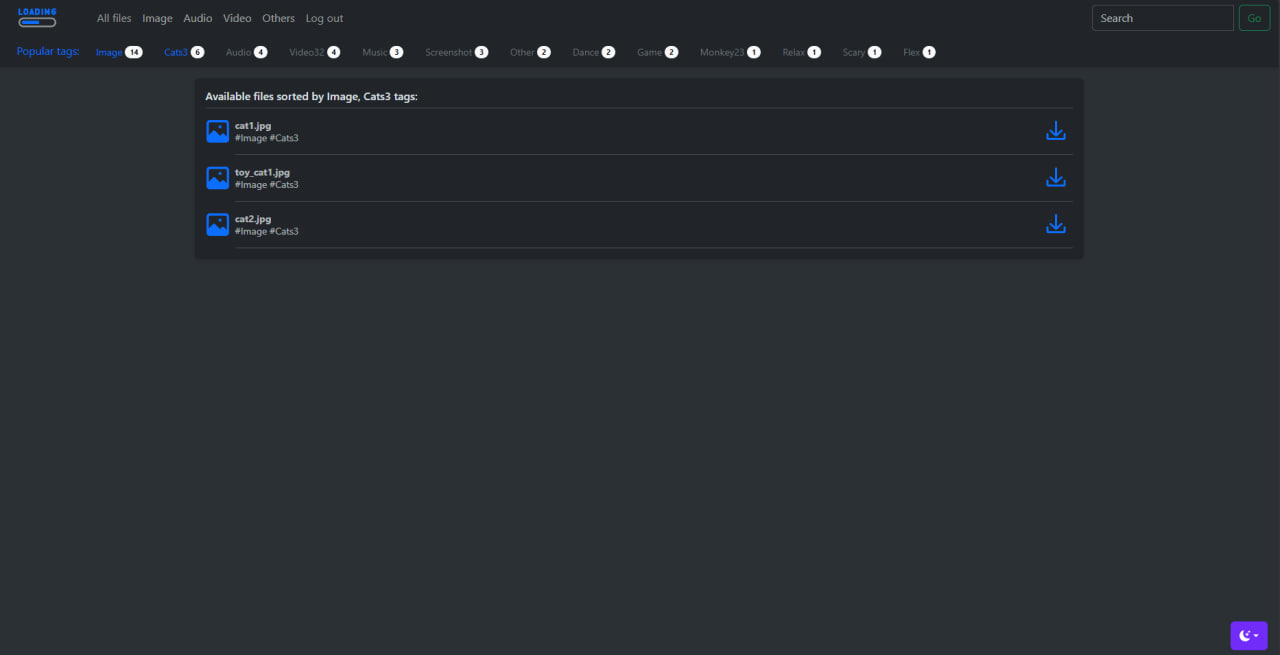 LOADING
All files Image Audio Video Others Log out Search Go
Popular tags: Image 14 Cats3 6 Audio 4 Video32 4 Music 3 Screenshot 3 Other 2 Dance 2 Game 2 Monkey23 1 Relax 1 Scary 1 Flex 1
Available files sorted by Image, Cats3 tags:
cat1.jpg
#Image #Cats3
toy_cat1.jpg
#Image #Cats3
cat2.jpg
#Image #Cats3